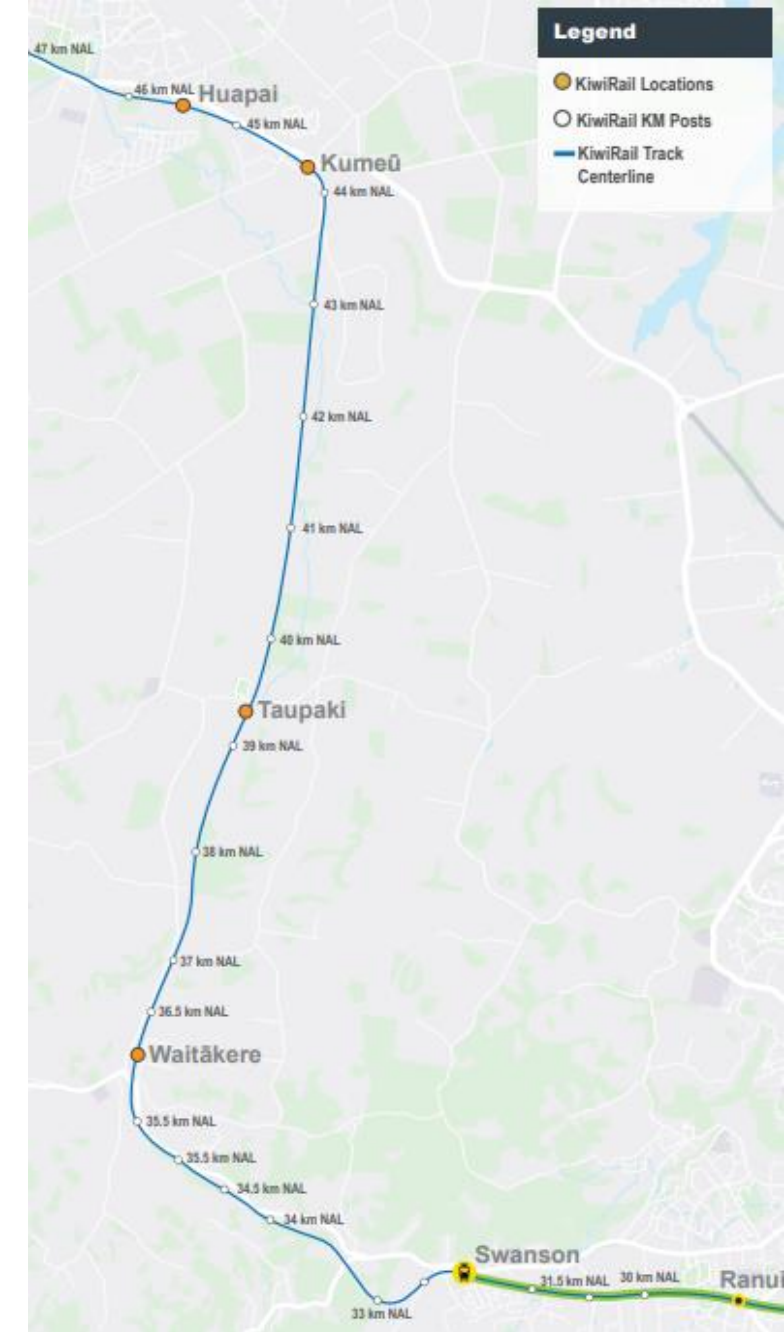 Legend
KiwiRail Locations
KiwiRail KM Posts
KiwiRail Track
Centerline
47 km NAL
46 km NAL
Huapai
45 km NAL
Kumeū
44 km NAL
43 km NAL
42 km NAL
41 km NAL
40 km NAL
Taupaki
39 km NAL
38 km NAL
37 km NAL
36.5 km NAL
Waitākere
35.5 km NAL
35.5 km NAL
34.5 km NAL
34 km NAL
33 km NAL
Swanson
31.5 km NAL
30 km NAL
Ranui